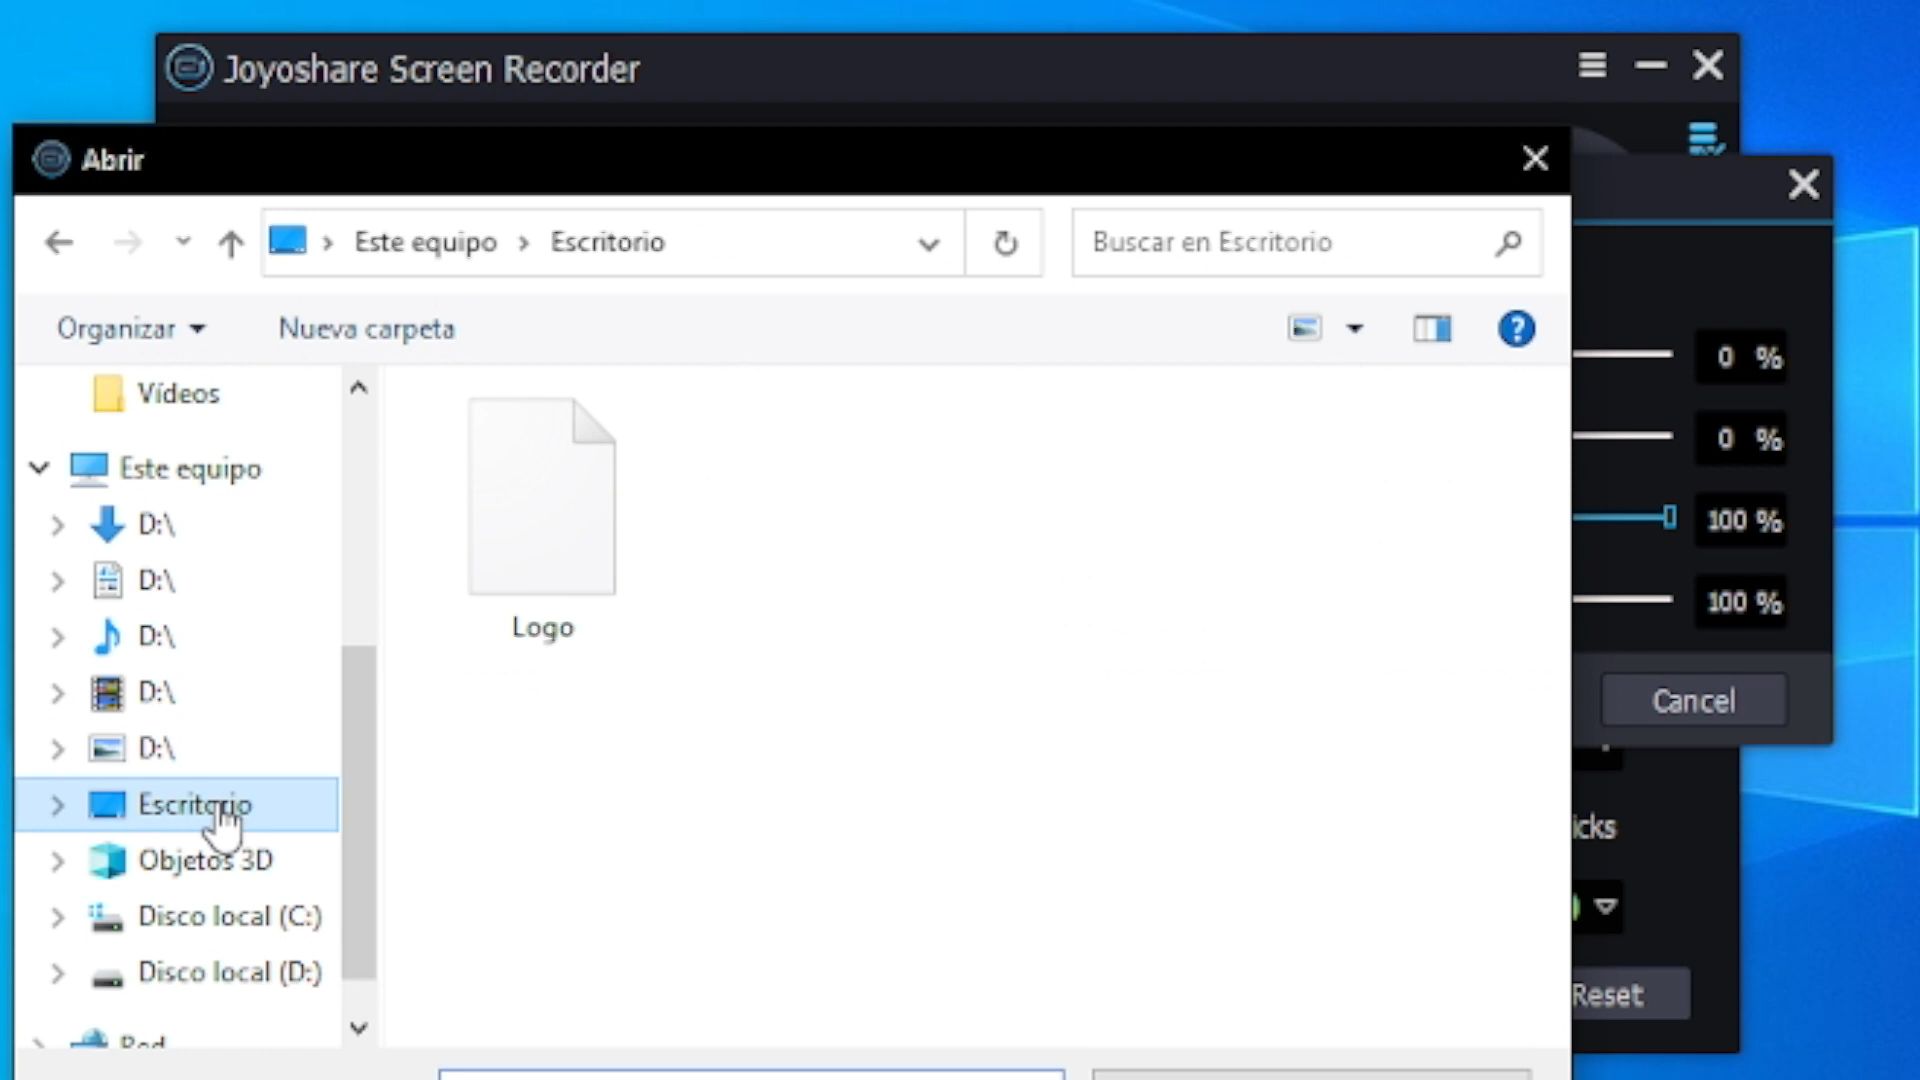 Joyoshare Screen Recorder
Abrir
Este equipo > Escritorio
Buscar en Escritorio
Organizar
Nueva carpeta
?
Vídeos
Este equipo
D:\
D:\
D:\
D:\
D:\
Escritorio
Objetos 3D
Disco local (C:)
Disco local (D:)
Red
Logo
0 %
0 %
100 %
100 %
Cancel
icks
Reset